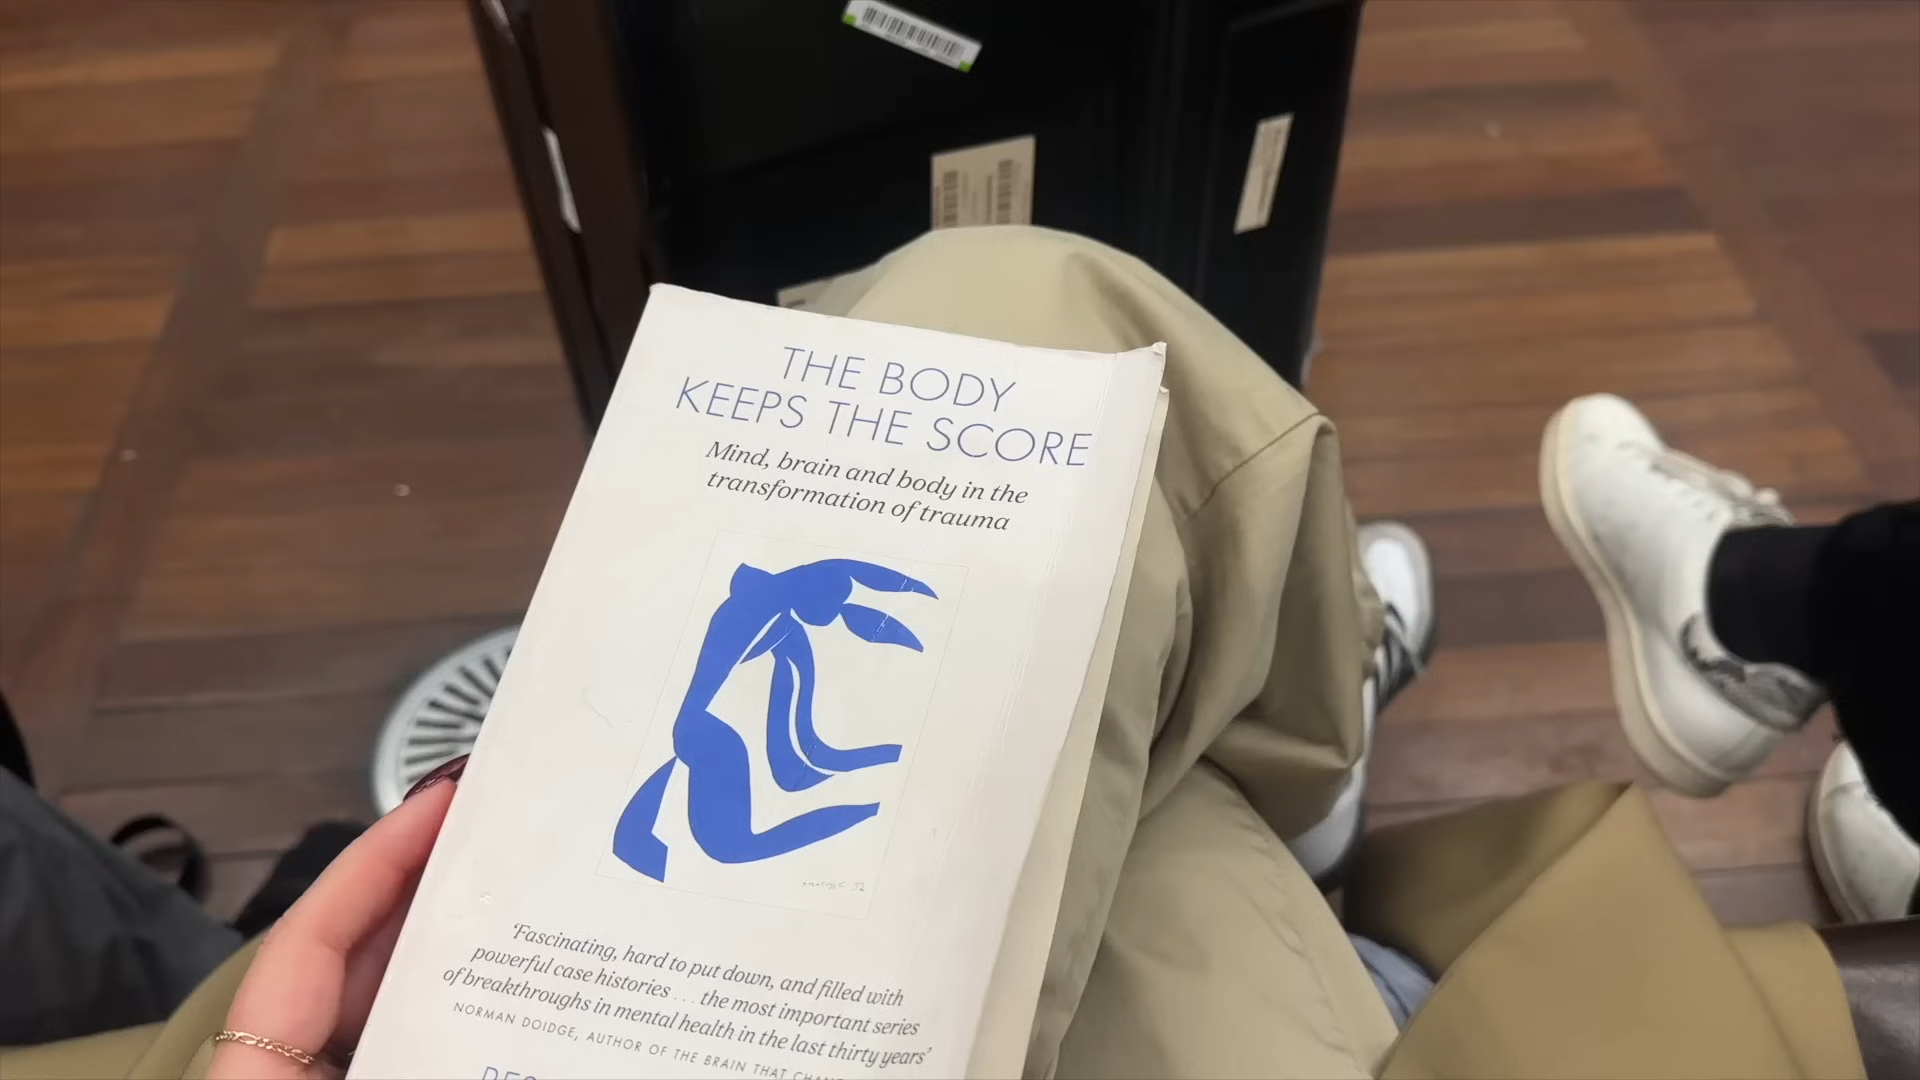 THE BODY
KEEPS THE SCORE
Mind, brain and body in the
transformation of trauma
'Fascinating, hard to put down, and filled with
powerful case histories . . . the most important series
of breakthroughs in mental health in the last thirty years'
NORMAN DOIDGE, AUTHOR OF THE BRAIN THAT